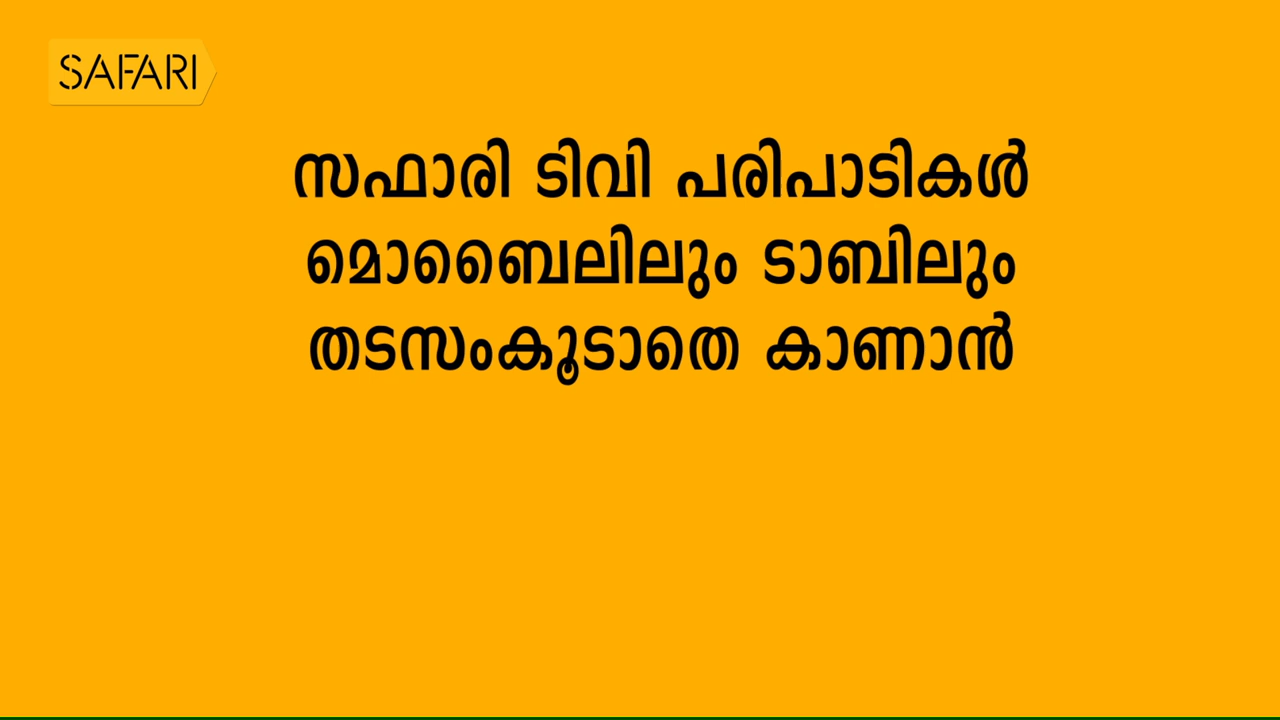 SAFARI
സഫാരി ടിവി പരിപാടികൾ
മൊബൈലിലും ടാബിലും
തടസംകൂടാതെ കാണാൻ